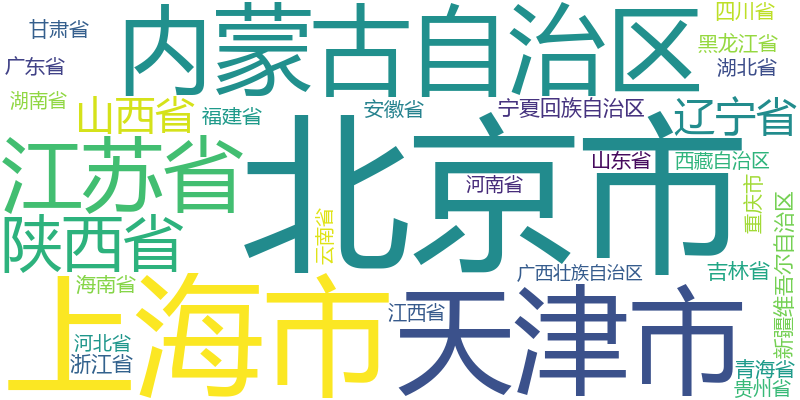 内蒙古自治区
四川省
甘肃省
黑龙江省
广东省
湖北省
湖南省
山西省
福建省
安徽省
宁夏回族自治区
辽宁省
江苏省
北京市
山东省
西藏自治区
河南省
重庆市
陕西省
云南省
新疆维吾尔自治区
海南省
上海市
广西壮族自治区
吉林省
天津市
江西省
河北省
浙江省
青海省
贵州省